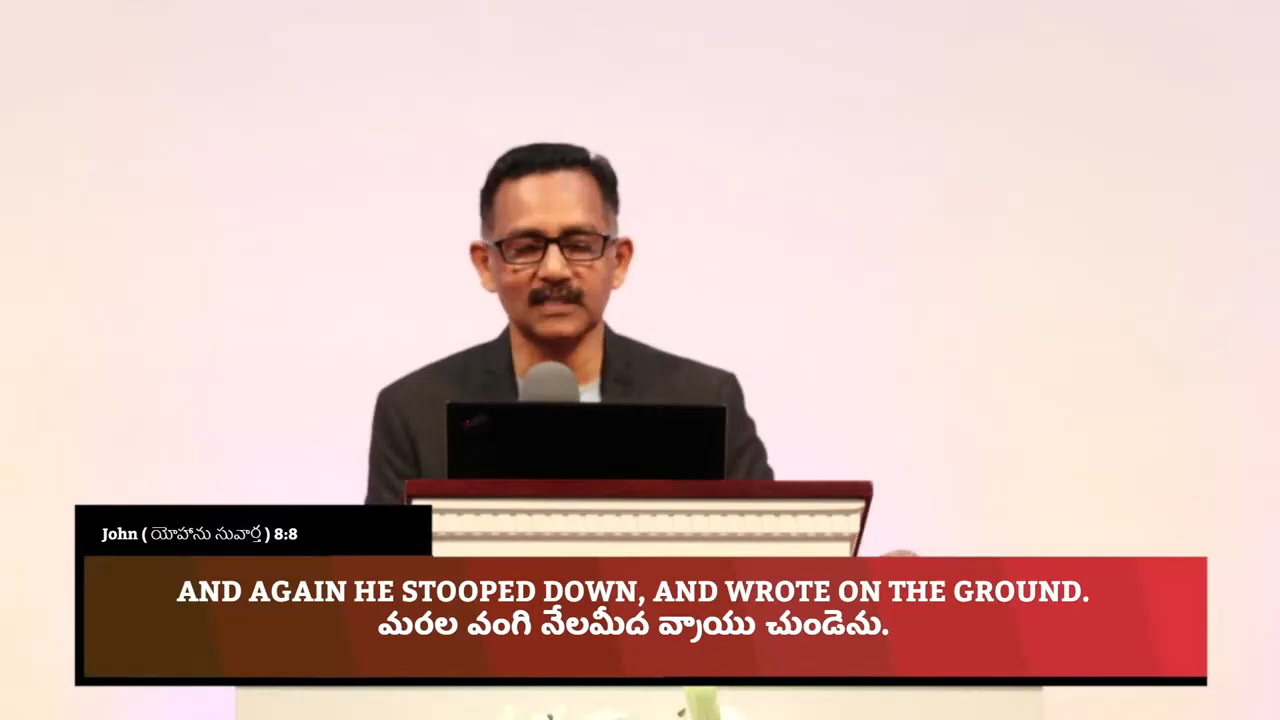 John ( యోహాను సువార్త ) 8:8
AND AGAIN HE STOOPED DOWN, AND WROTE ON THE GROUND.
మరల వంగి నేలమీద వ్రాయు చుండెను.